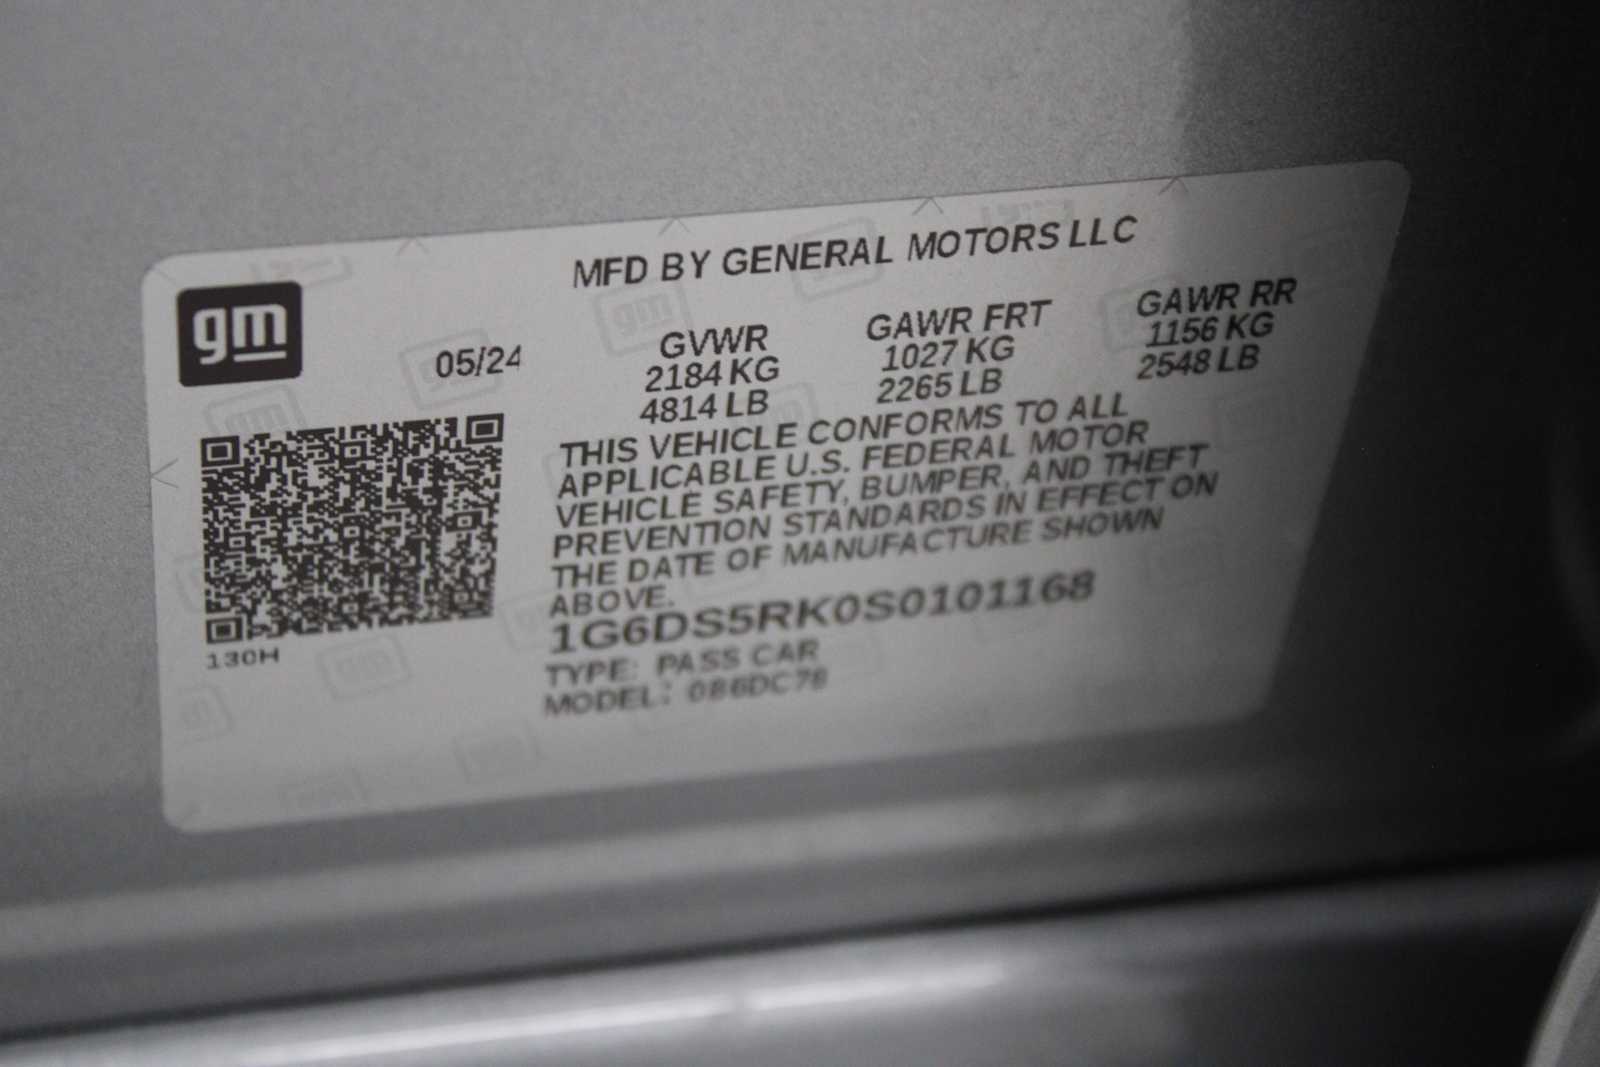 MFD BY GENERAL MOTORS LLC
gm
05/24
GVWR
2184 KG
4814 LB
GAWR FRT
1027 KG
2265 LB
GAWR RR
1156 KG
2548 LB
THIS VEHICLE CONFORMS TO ALL
APPLICABLE U.S. FEDERAL MOTOR
VEHICLE SAFETY, BUMPER, AND THEFT
PREVENTION STANDARDS IN EFFECT ON
THE DATE OF MANUFACTURE SHOWN
ABOVE.
1G6DS5RK0S0101168
TYPE: PASS CAR
MODEL: 0B6DC78
130H